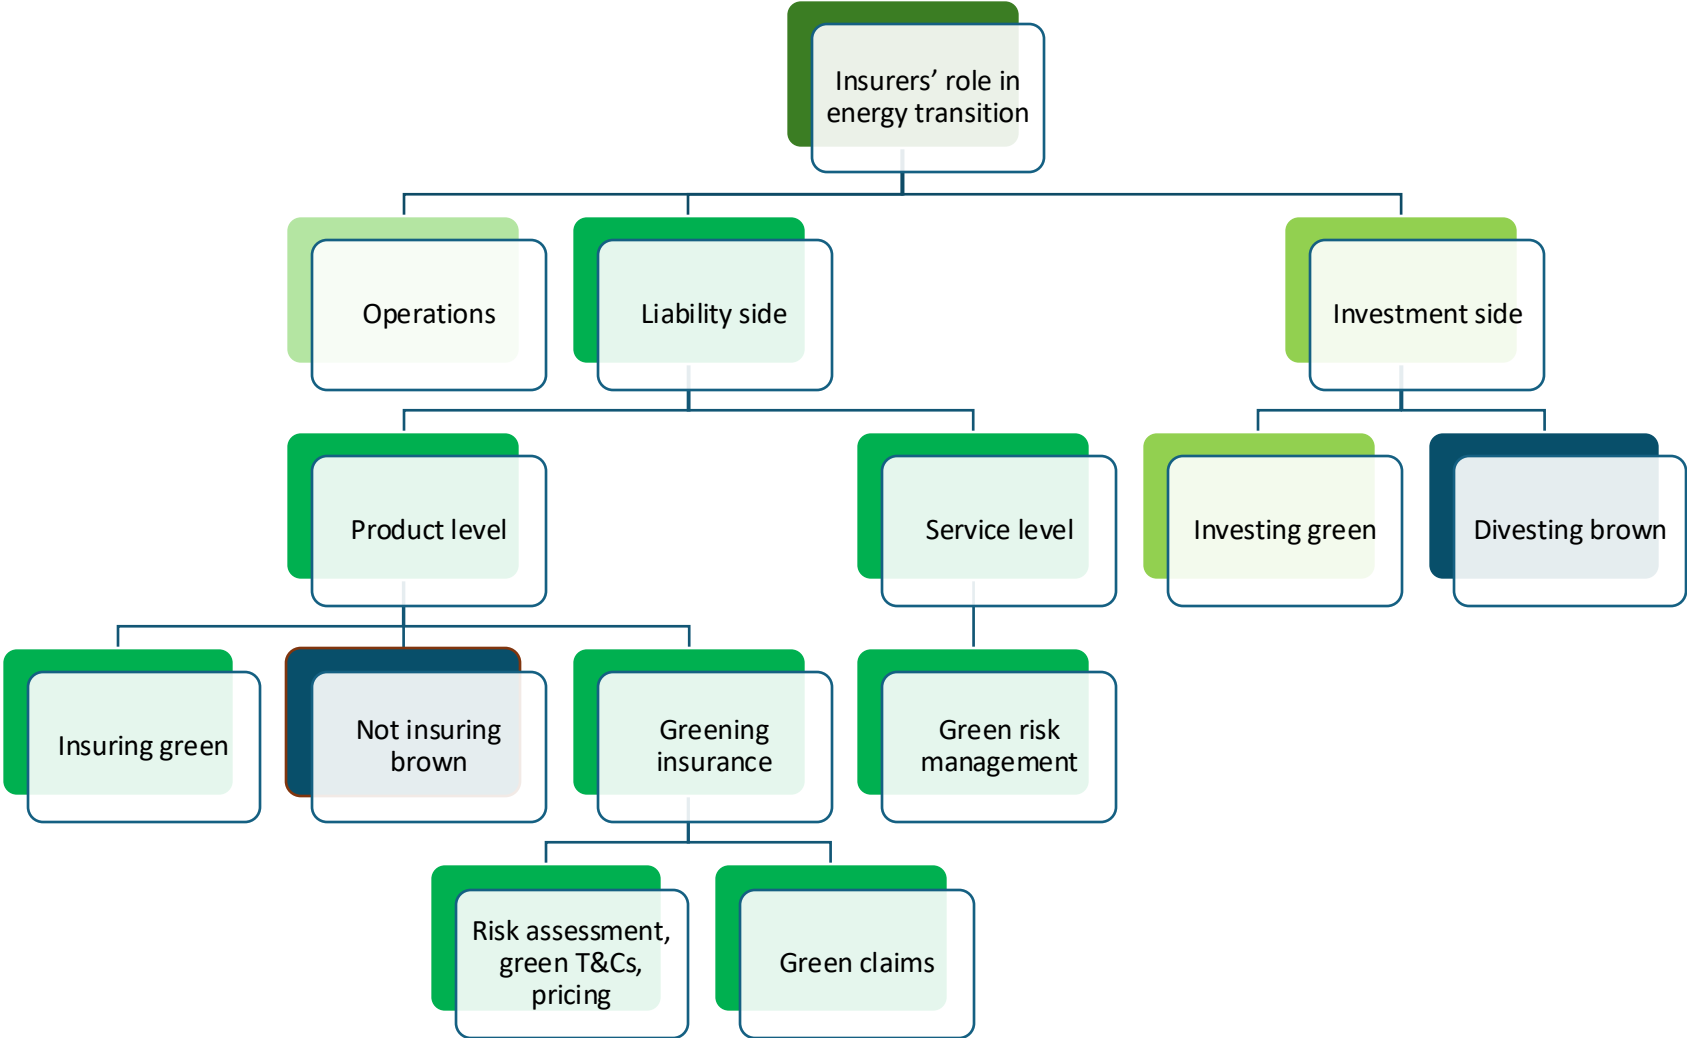 Insurers’ role in
energy transition
Operations
Liability side
Investment side
Product level
Service level
Investing green
Divesting brown
Insuring green
Not insuring
brown
Greening
insurance
Green risk
management
Risk assessment,
green T&Cs,
pricing
Green claims